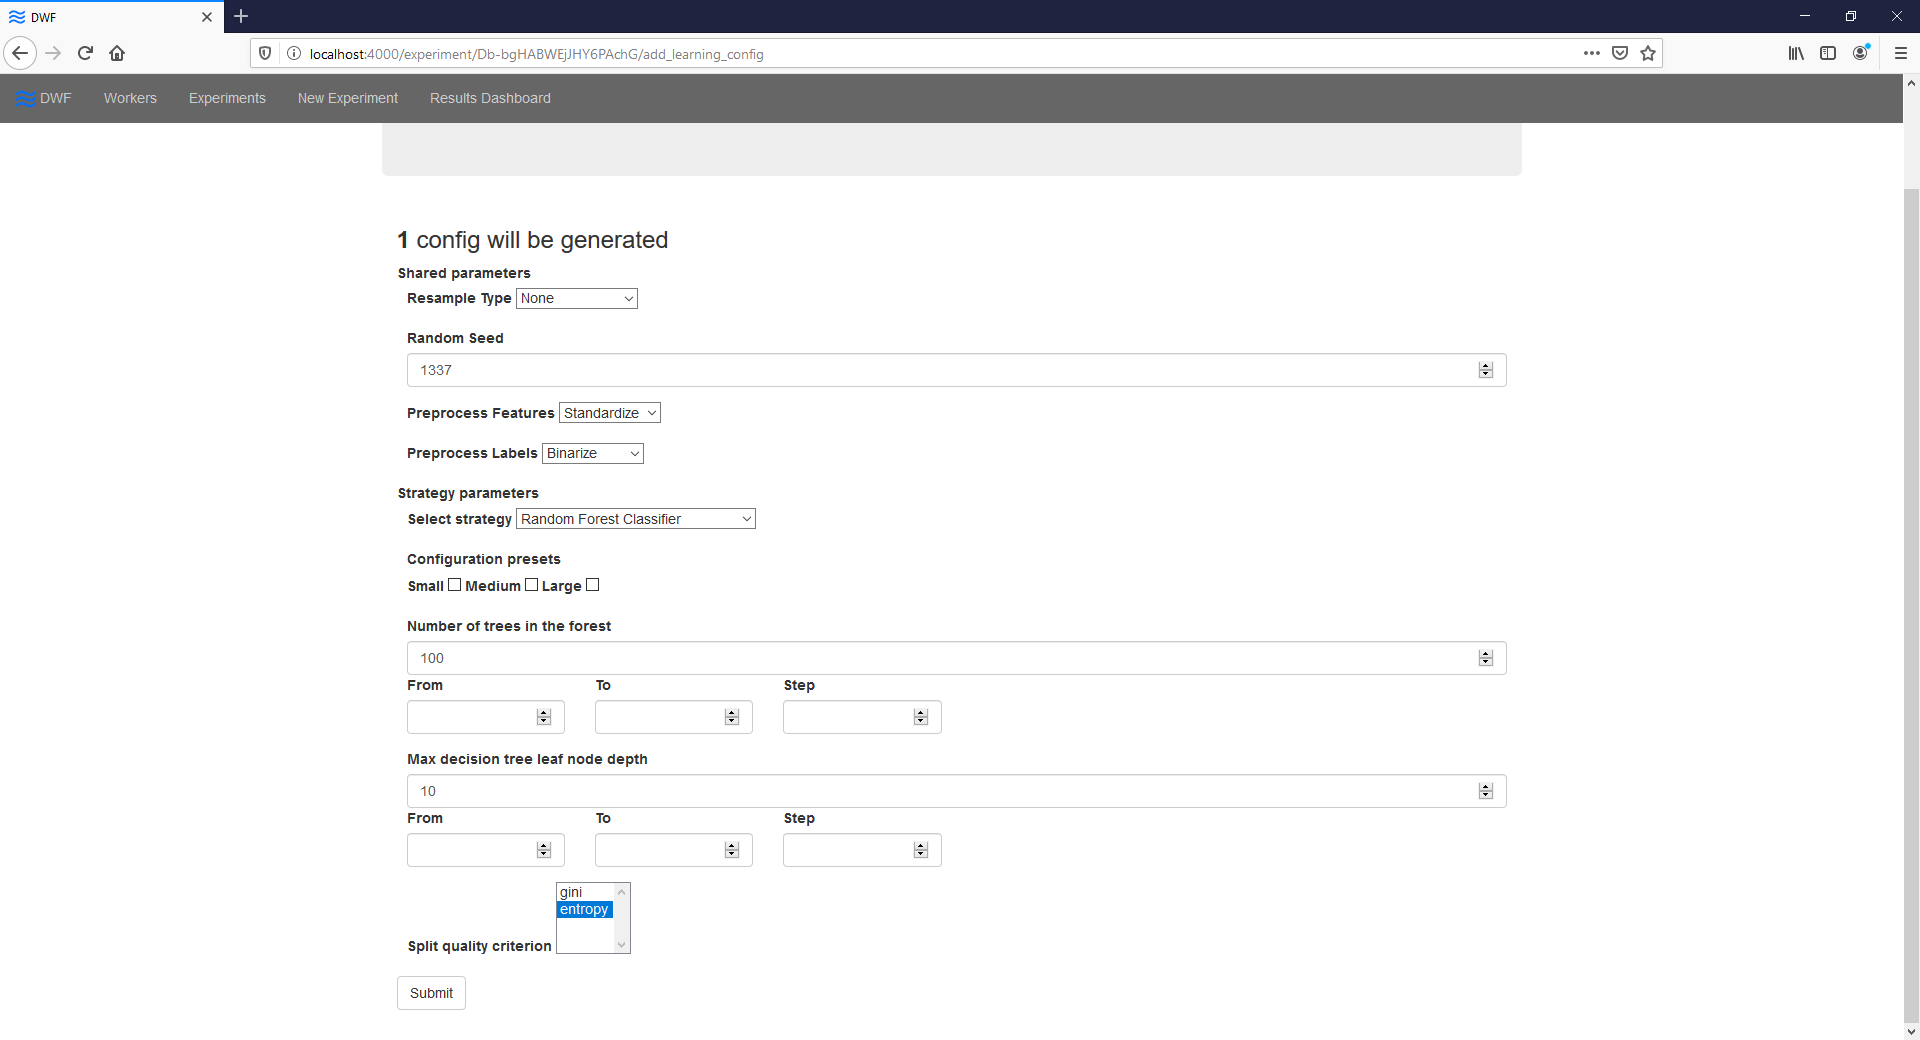 DWF
localhost:4000/experiment/Db-bgHABWEjJHY6PAchG/add_learning_config
DWF Workers Experiments New Experiment Results Dashboard
1 config will be generated
Shared parameters
Resample Type None
Random Seed
1337
Preprocess Features Standardize
Preprocess Labels Binarize
Strategy parameters
Select strategy Random Forest Classifier
Configuration presets
Small Medium Large
Number of trees in the forest
100
From To Step
Max decision tree leaf node depth
10
From To Step
gini
entropy
Split quality criterion
Submit